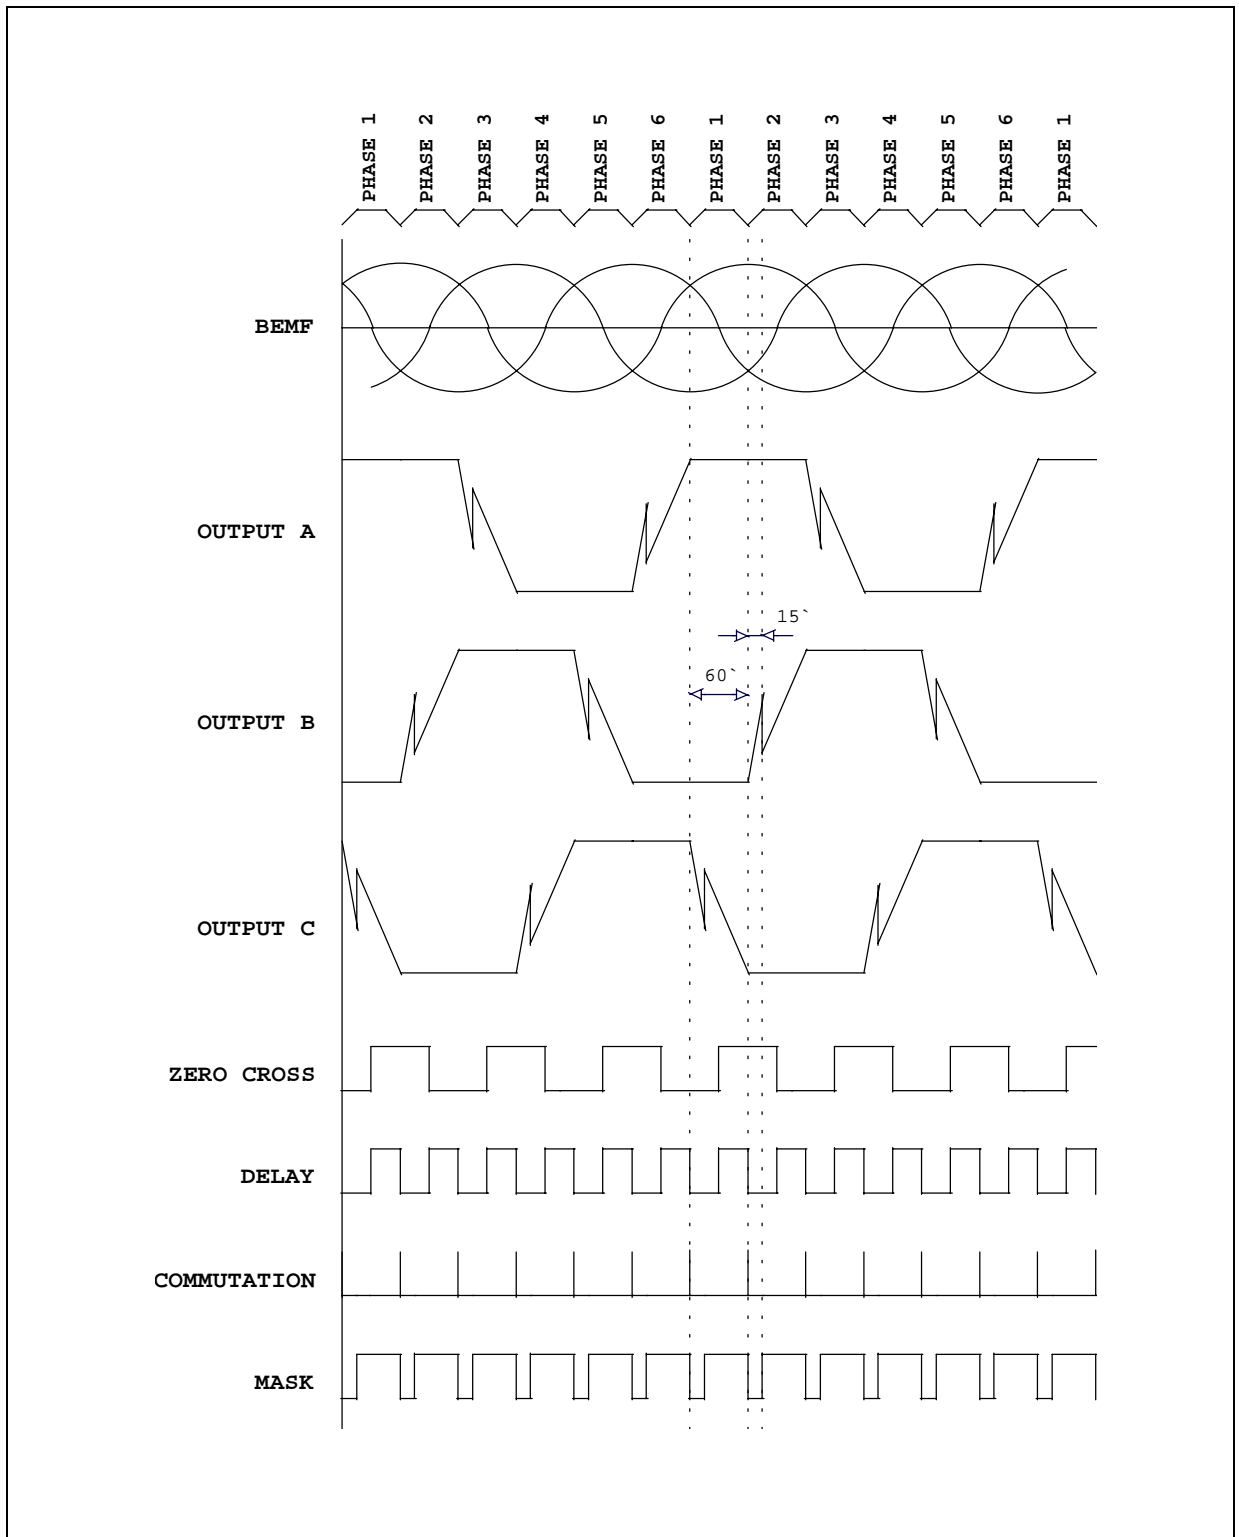 PHASE 1
PHASE 2
PHASE 3
PHASE 4
PHASE 5
PHASE 6
PHASE 1
PHASE 2
PHASE 3
PHASE 4
PHASE 5
PHASE 6
PHASE 1
BEMF
OUTPUT A
15`
60`
OUTPUT B
OUTPUT C
ZERO CROSS
DELAY
COMMUTATION
MASK